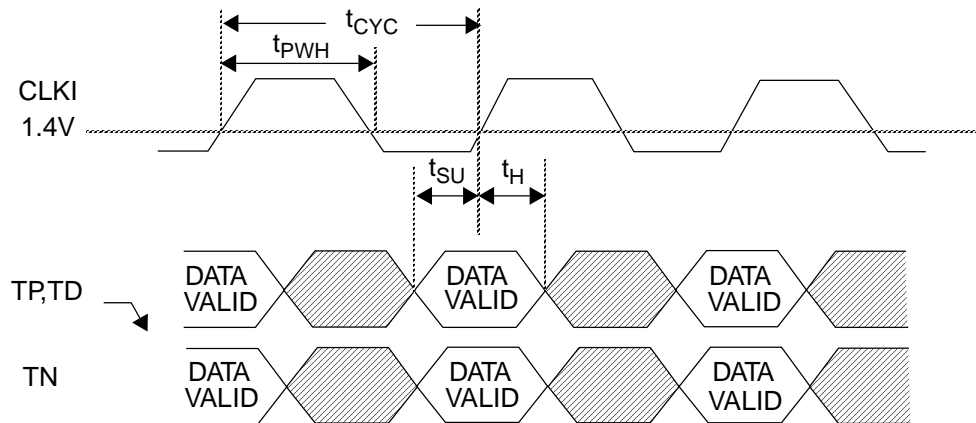 tCYC
tPWH
CLKI
1.4V
tSU
tH
TP,TD
DATA VALID
DATA VALID
DATA VALID
TN
DATA VALID
DATA VALID
DATA VALID